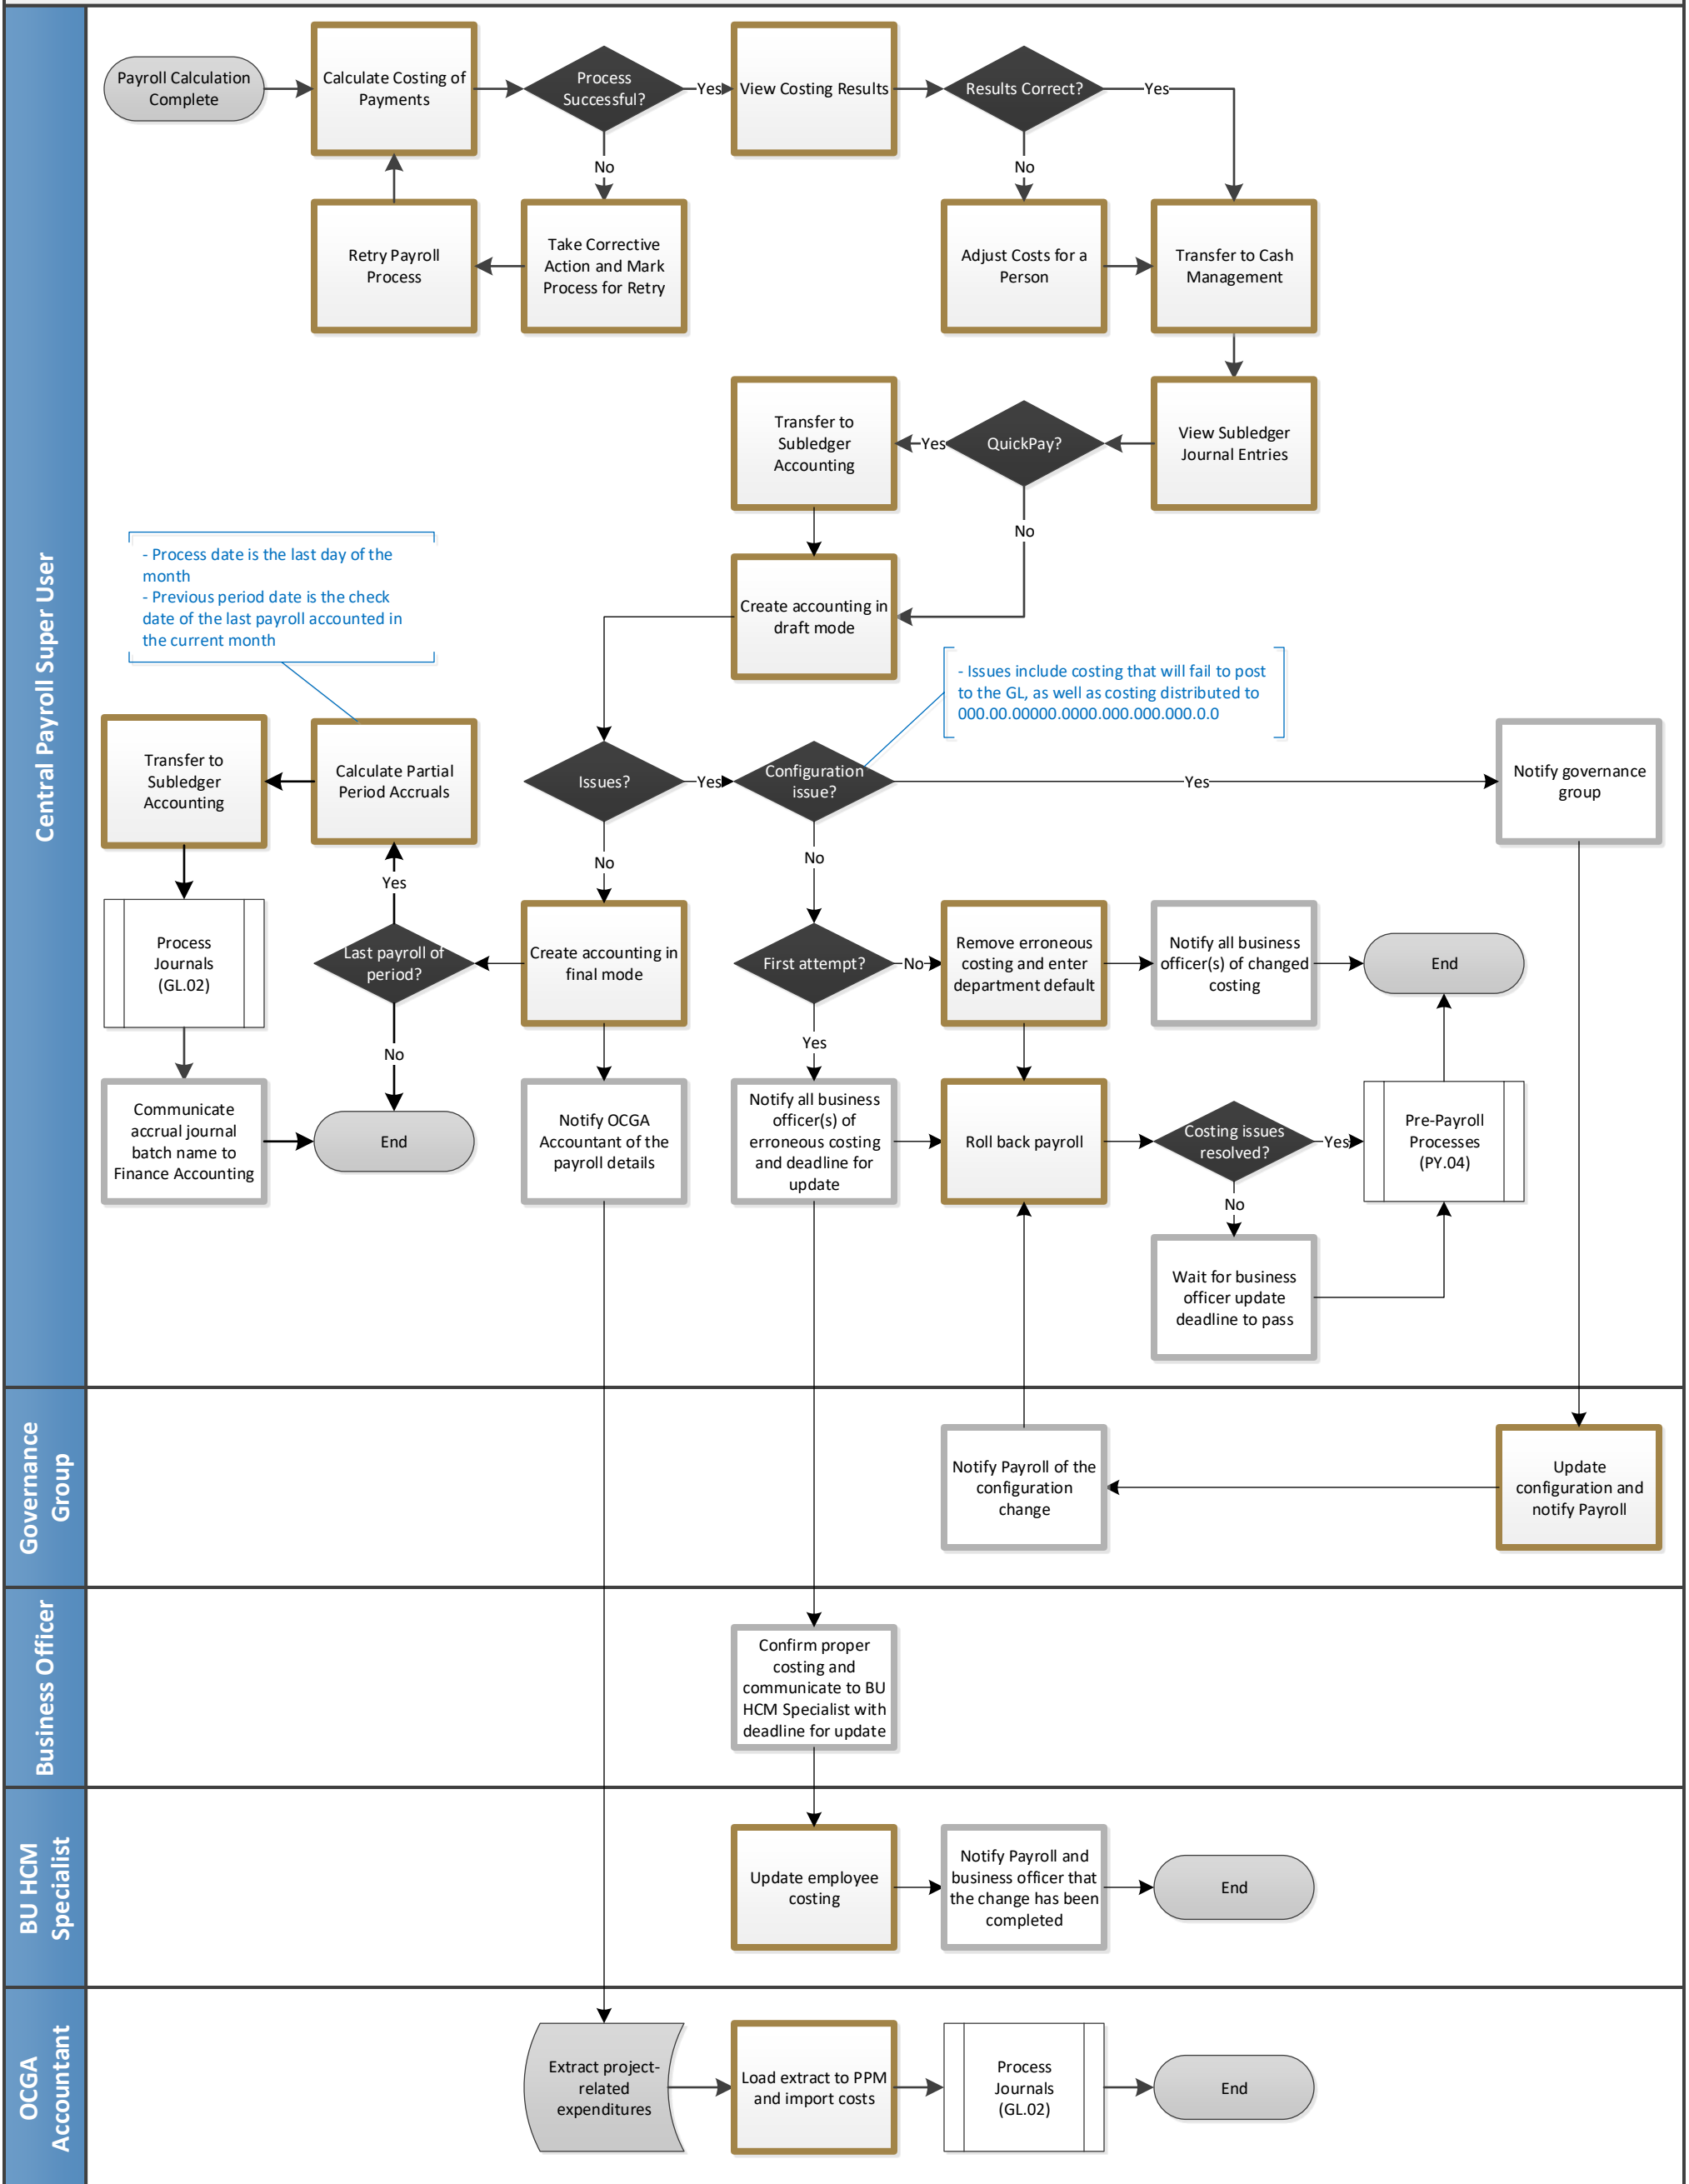 Central Payroll Super User
Payroll Calculation
Complete
Calculate Costing of
Payments
Process
Successful?
Yes
View Costing Results
Results Correct?
Yes
No
No
Retry Payroll
Process
Take Corrective
Action and Mark
Process for Retry
Adjust Costs for a
Person
Transfer to Cash
Management
Transfer to
Subledger
Accounting
Yes
QuickPay?
View Subledger
Journal Entries
No
- Process date is the last day of the
month
- Previous period date is the check
date of the last payroll accounted in
the current month
Create accounting in
draft mode
- Issues include costing that will fail to post
to the GL, as well as costing distributed to
000.00.00000.0000.000.000.000.0.0
Transfer to
Subledger
Accounting
Calculate Partial
Period Accruals
Issues?
Yes
Configuration
issue?
Yes
Notify governance
group
Yes
No
No
Process
Journals
(GL.02)
Last payroll of
period?
Create accounting in
final mode
First attempt?
No
Remove erroneous
costing and enter
department default
Notify all business
officer(s) of changed
costing
End
No
Yes
Communicate
accrual journal
batch name to
Finance Accounting
End
Notify OCGA
Accountant of the
payroll details
Notify all business
officer(s) of
erroneous costing
and deadline for
update
Roll back payroll
Costing issues
resolved?
Yes
Pre-Payroll
Processes
(PY.04)
No
Wait for business
officer update
deadline to pass
Governance
Group
Notify Payroll of the
configuration
change
Update
configuration and
notify Payroll
Business Officer
Confirm proper
costing and
communicate to BU
HCM Specialist with
deadline for update
BU HCM
Specialist
Update employee
costing
Notify Payroll and
business officer that
the change has been
completed
End
OCGA
Accountant
Extract project-
related
expenditures
Load extract to PPM
and import costs
Process
Journals
(GL.02)
End